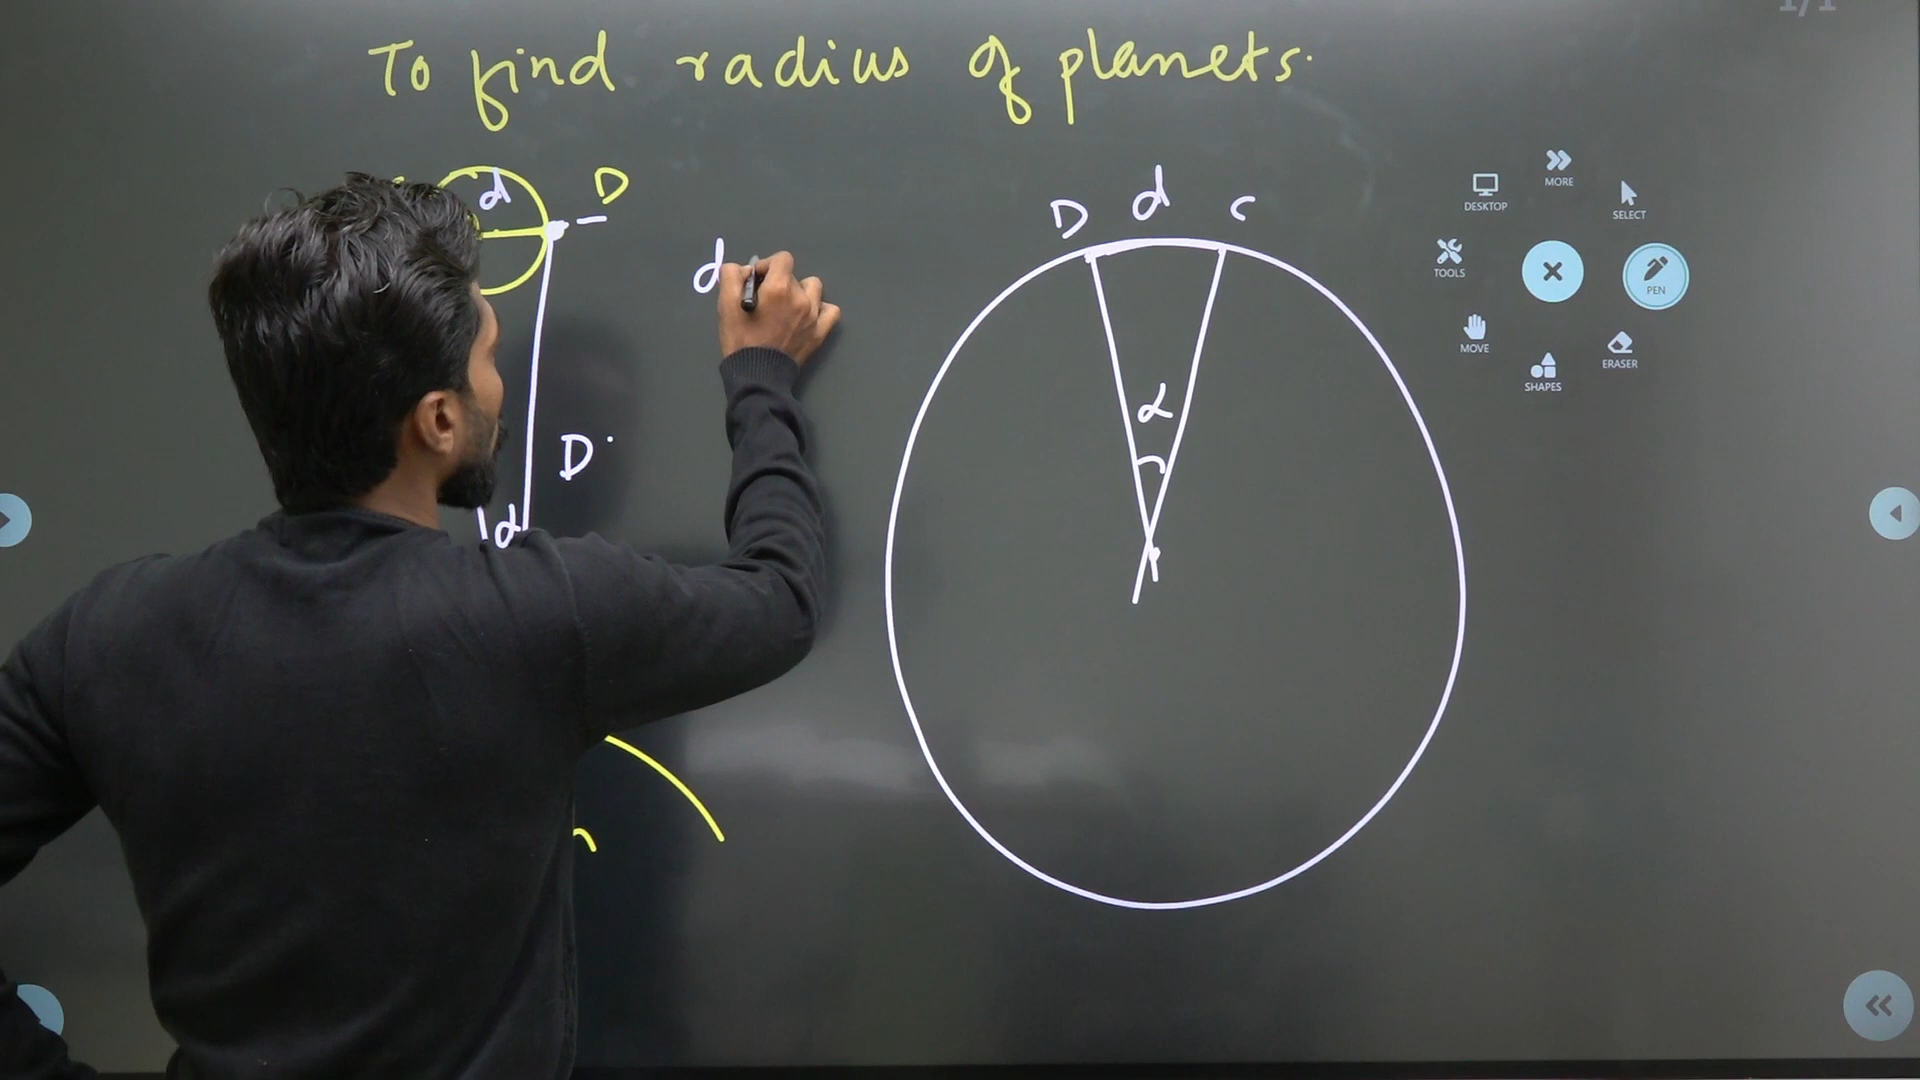 To find radius of planets.
d
D
d
D
α
D
d
C
α
DESKTOP
MORE
SELECT
TOOLS
PEN
MOVE
SHAPES
ERASER